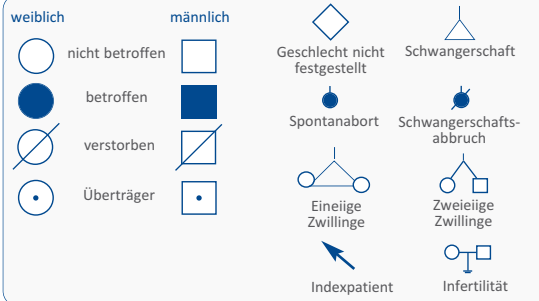 weiblich
männlich
nicht betroffen
betroffen
verstorben
Überträger
Geschlecht nicht
festgestellt
Schwangerschaft
Spontanabort
Schwangerschafts-
abbruch
Eineiige
Zwillinge
Zweieiige
Zwillinge
Indexpatient
Infertilität